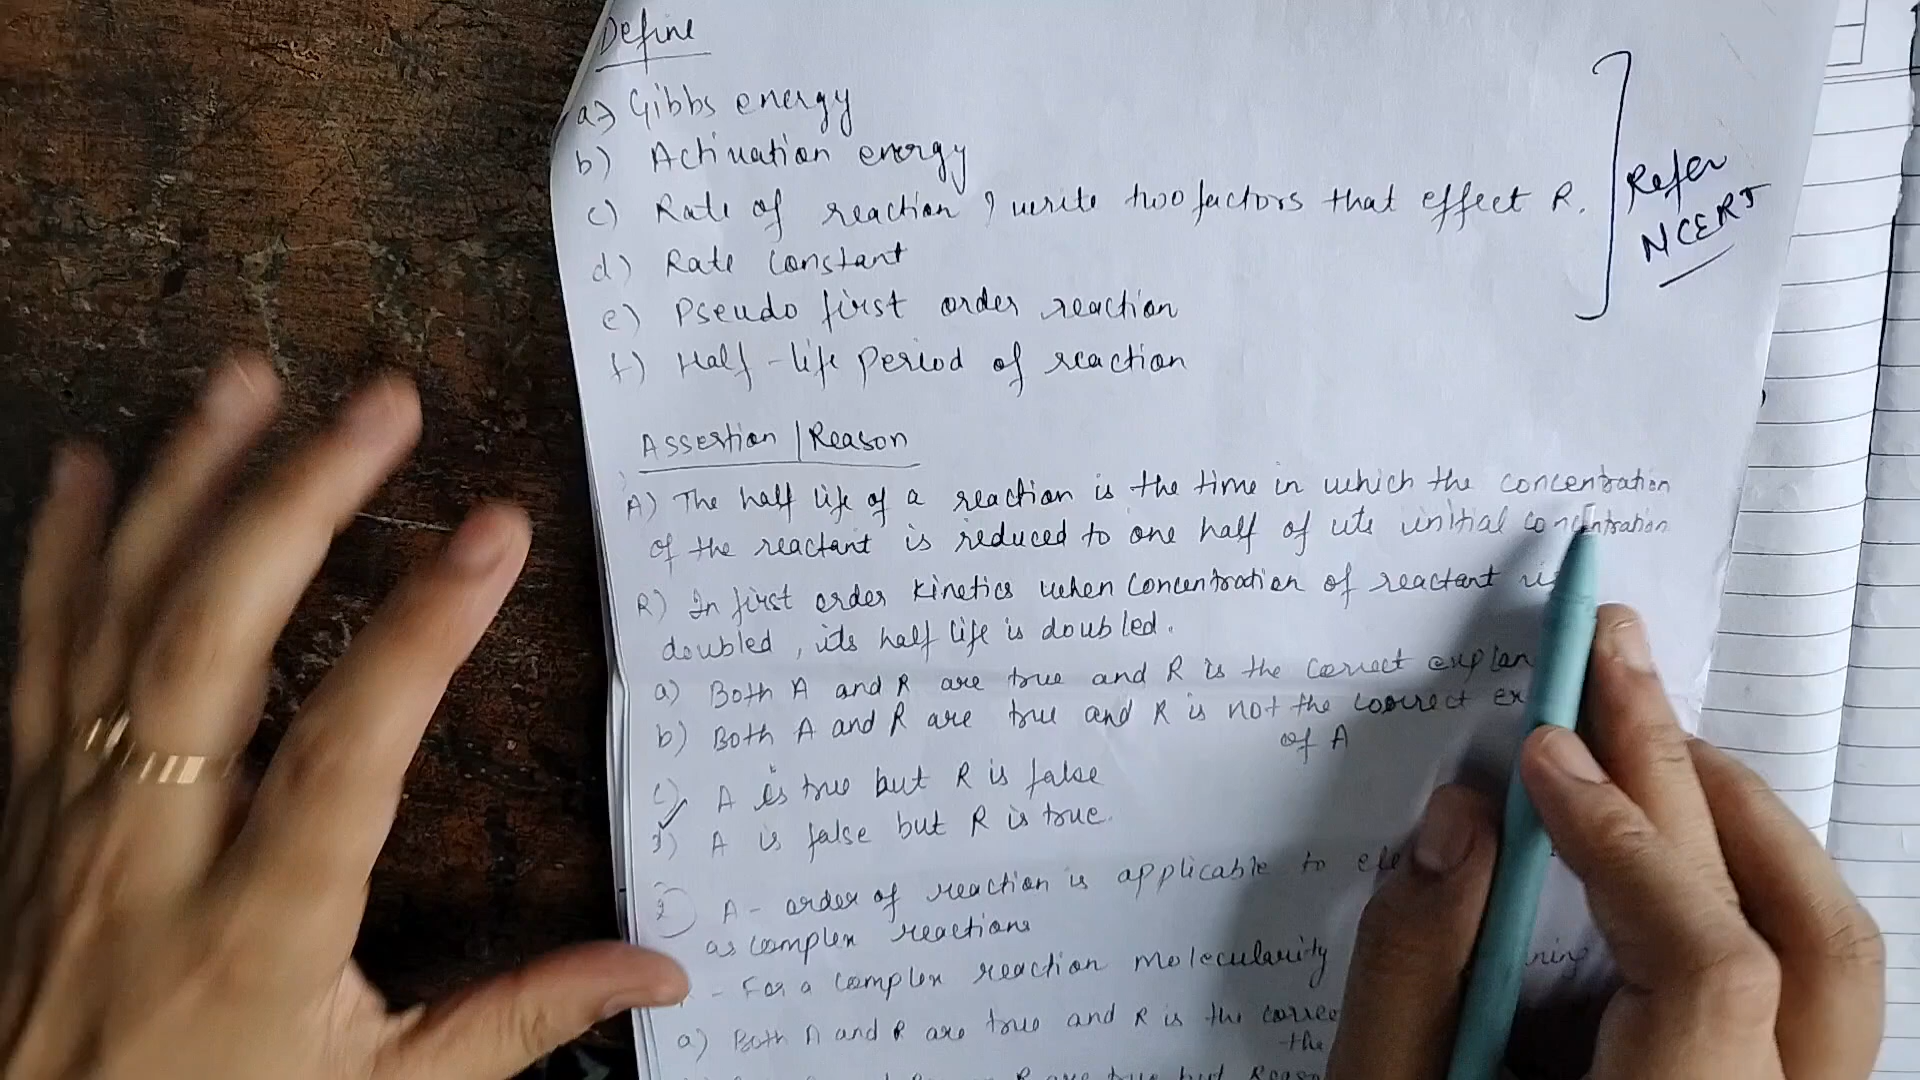 Define
a) Gibbs energy
b) Activation energy
c) Rate of reaction, write two factors that effect R.
d) Rate constant
e) Pseudo first order reaction
f) Half-life Period of reaction
Refer
NCERT
Assertion | Reason
A) The half life of a reaction is the time in which the concentration
of the reactant is reduced to one half of its initial concentration
R) In first order kinetics when concentration of reactant is
doubled, its half life is doubled.
a) Both A and R are true and R is the correct
b) Both A and R are true and R is not the correct
of A
c) A is true but R is false
d) A is false but R is true.
2) A - order of reaction is applicable to
as complex reactions
- For a complex reaction molecularity
a) Both A and R are true and R is the
the
R are true but Reason